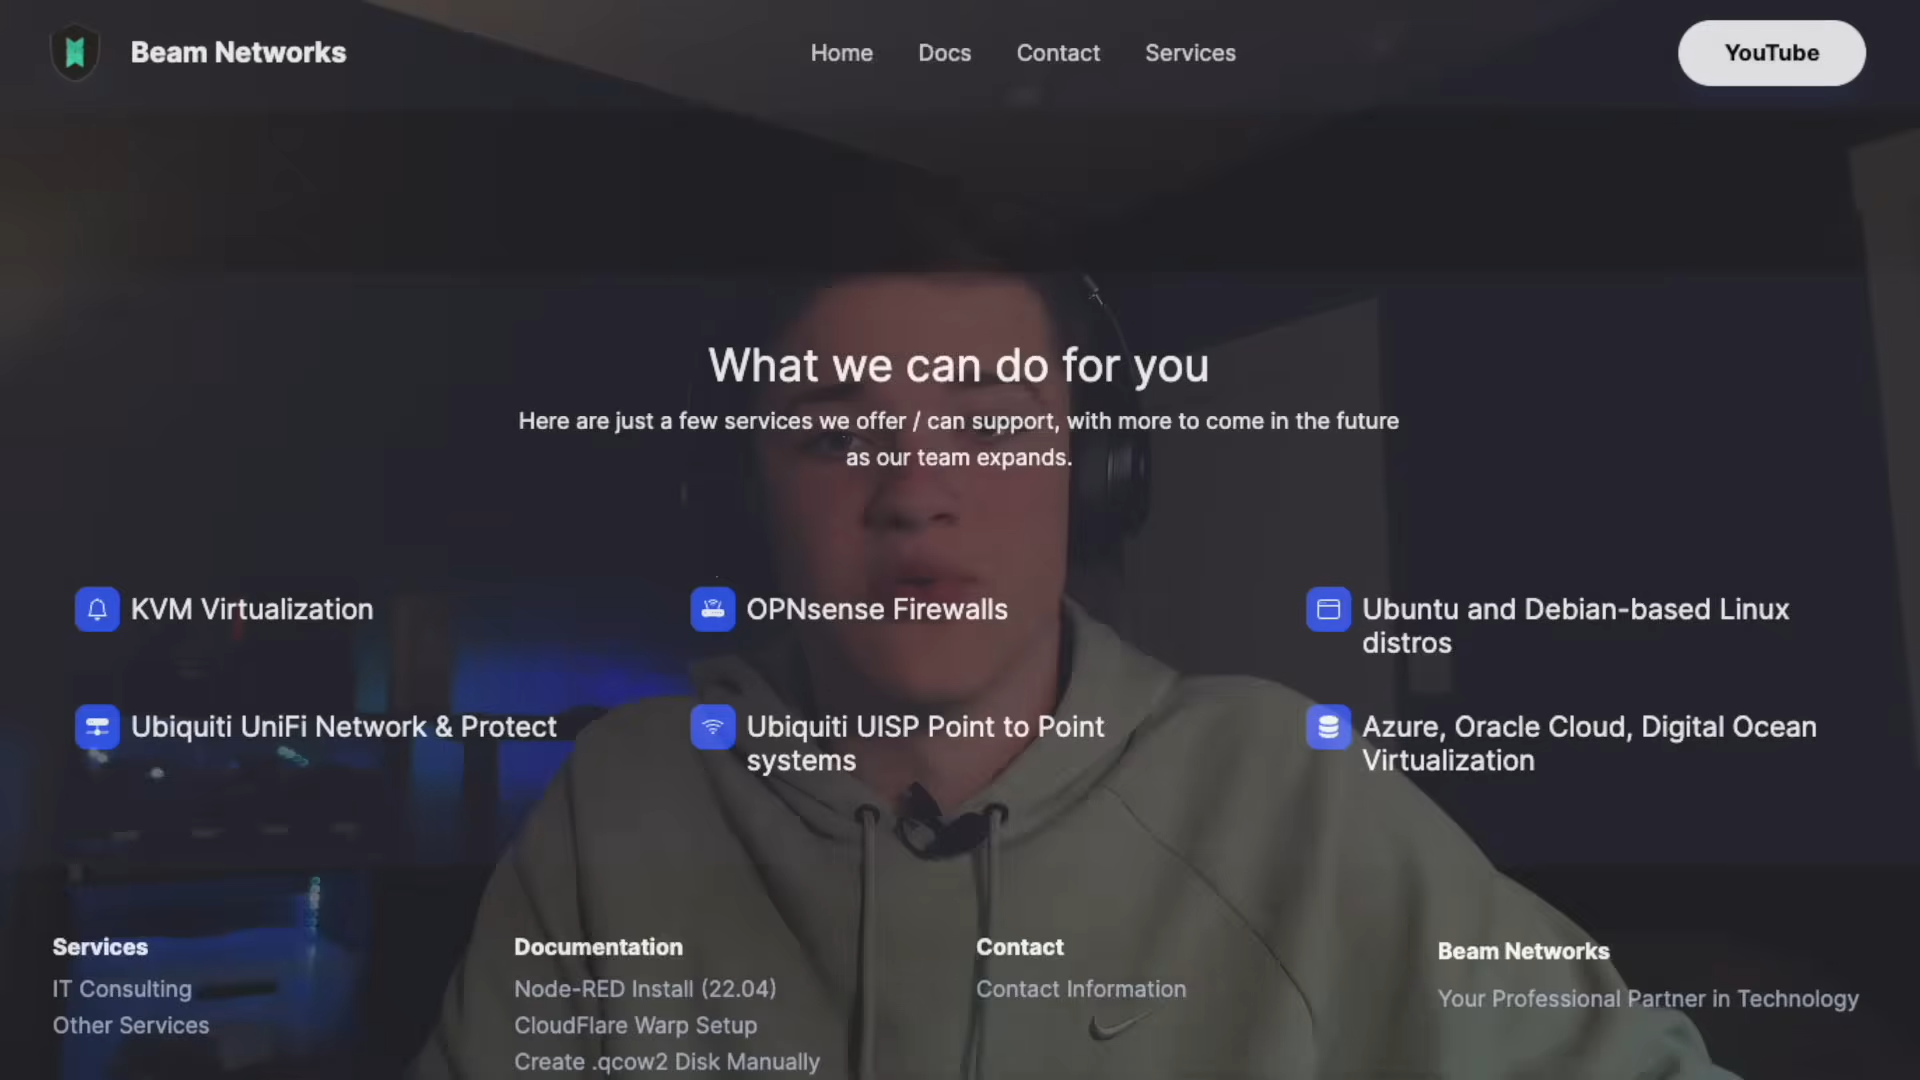 Beam Networks
Home
Docs
Contact
Services
YouTube
What we can do for you
Here are just a few services we offer / can support, with more to come in the future
as our team expands.
KVM Virtualization
OPNsense Firewalls
Ubuntu and Debian-based Linux
distros
Ubiquiti UniFi Network & Protect
Ubiquiti UISP Point to Point
systems
Azure, Oracle Cloud, Digital Ocean
Virtualization
Services
IT Consulting
Other Services
Documentation
Node-RED Install (22.04)
CloudFlare Warp Setup
Create .qcow2 Disk Manually
Contact
Contact Information
Beam Networks
Your Professional Partner in Technology